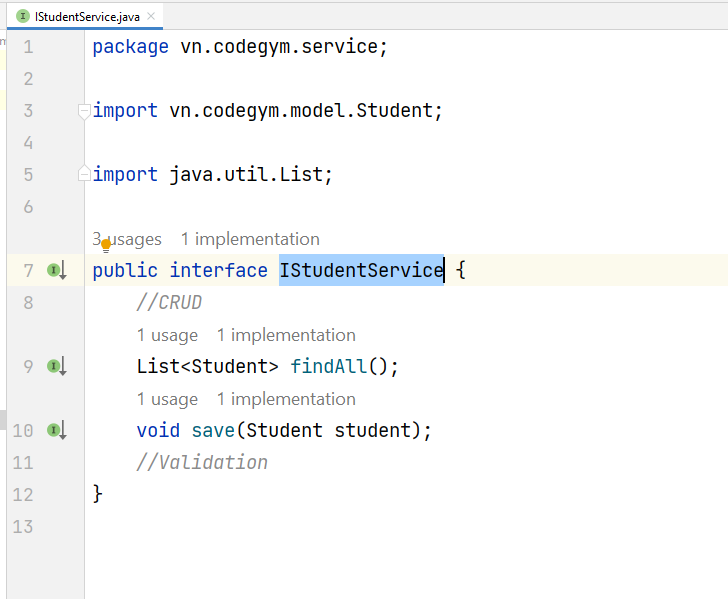 IStudentService.java
1 package vn.codegym.service;
2
3 import vn.codegym.model.Student;
4
5 import java.util.List;
6
3 usages 1 implementation
7 public interface IStudentService {
8 //CRUD
1 usage 1 implementation
9 List<Student> findAll();
1 usage 1 implementation
10 void save(Student student);
11 //Validation
12 }
13